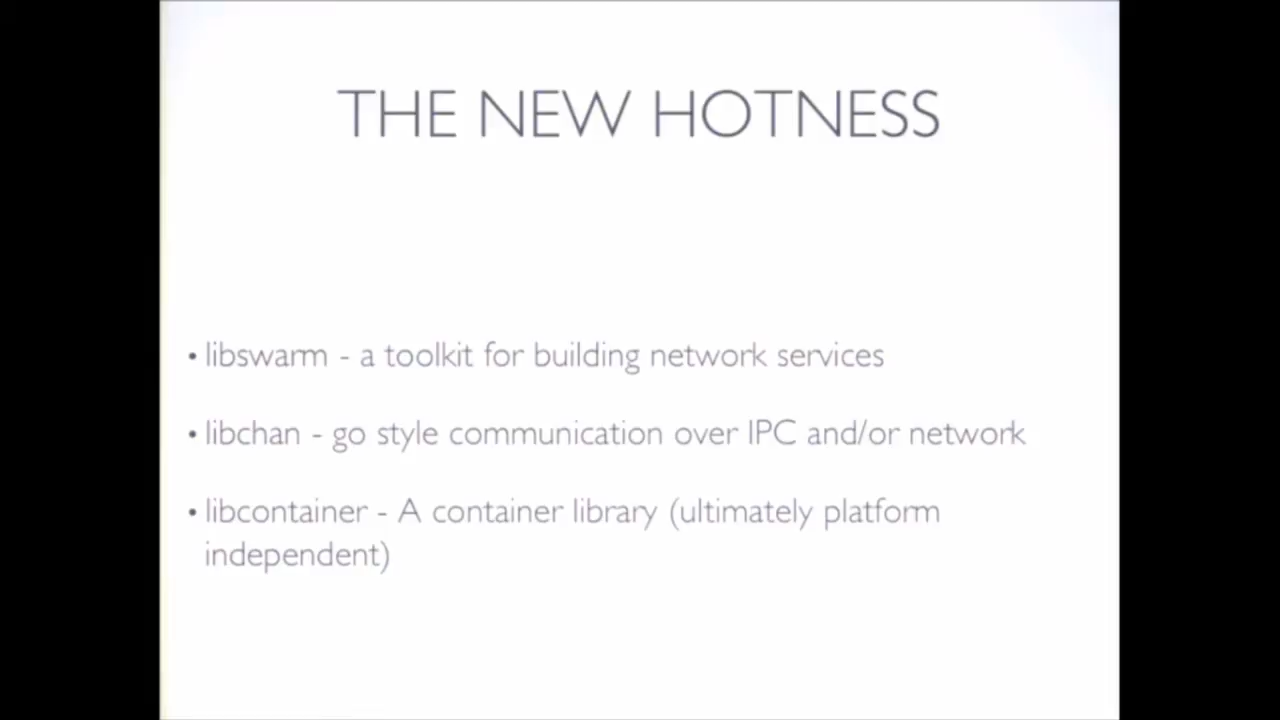 THE NEW HOTNESS
• libswarm - a toolkit for building network services
• libchan - go style communication over IPC and/or network
• libcontainer - A container library (ultimately platform
independent)